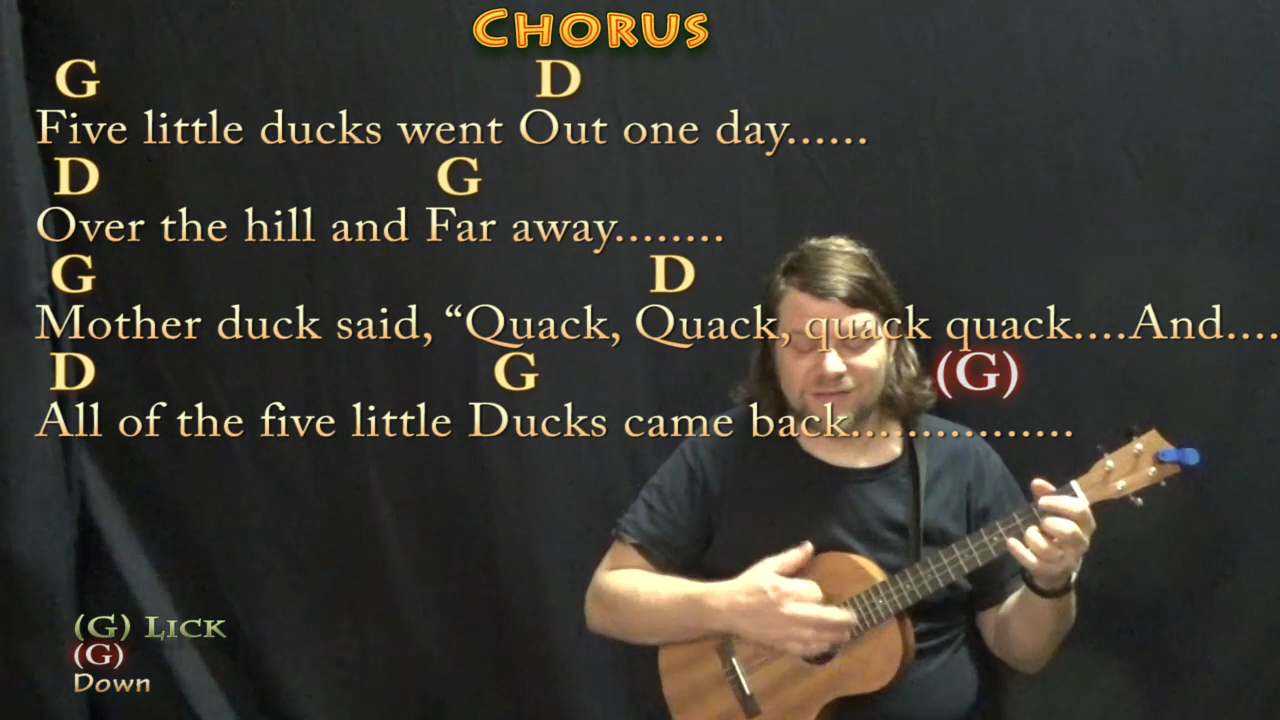 CHORUS
G D
Five little ducks went Out one day......
D G
Over the hill and Far away........
G D
Mother duck said, “Quack, Quack, quack quack....And....
D G (G)
All of the five little Ducks came back................
(G) LICK
(G)
Down